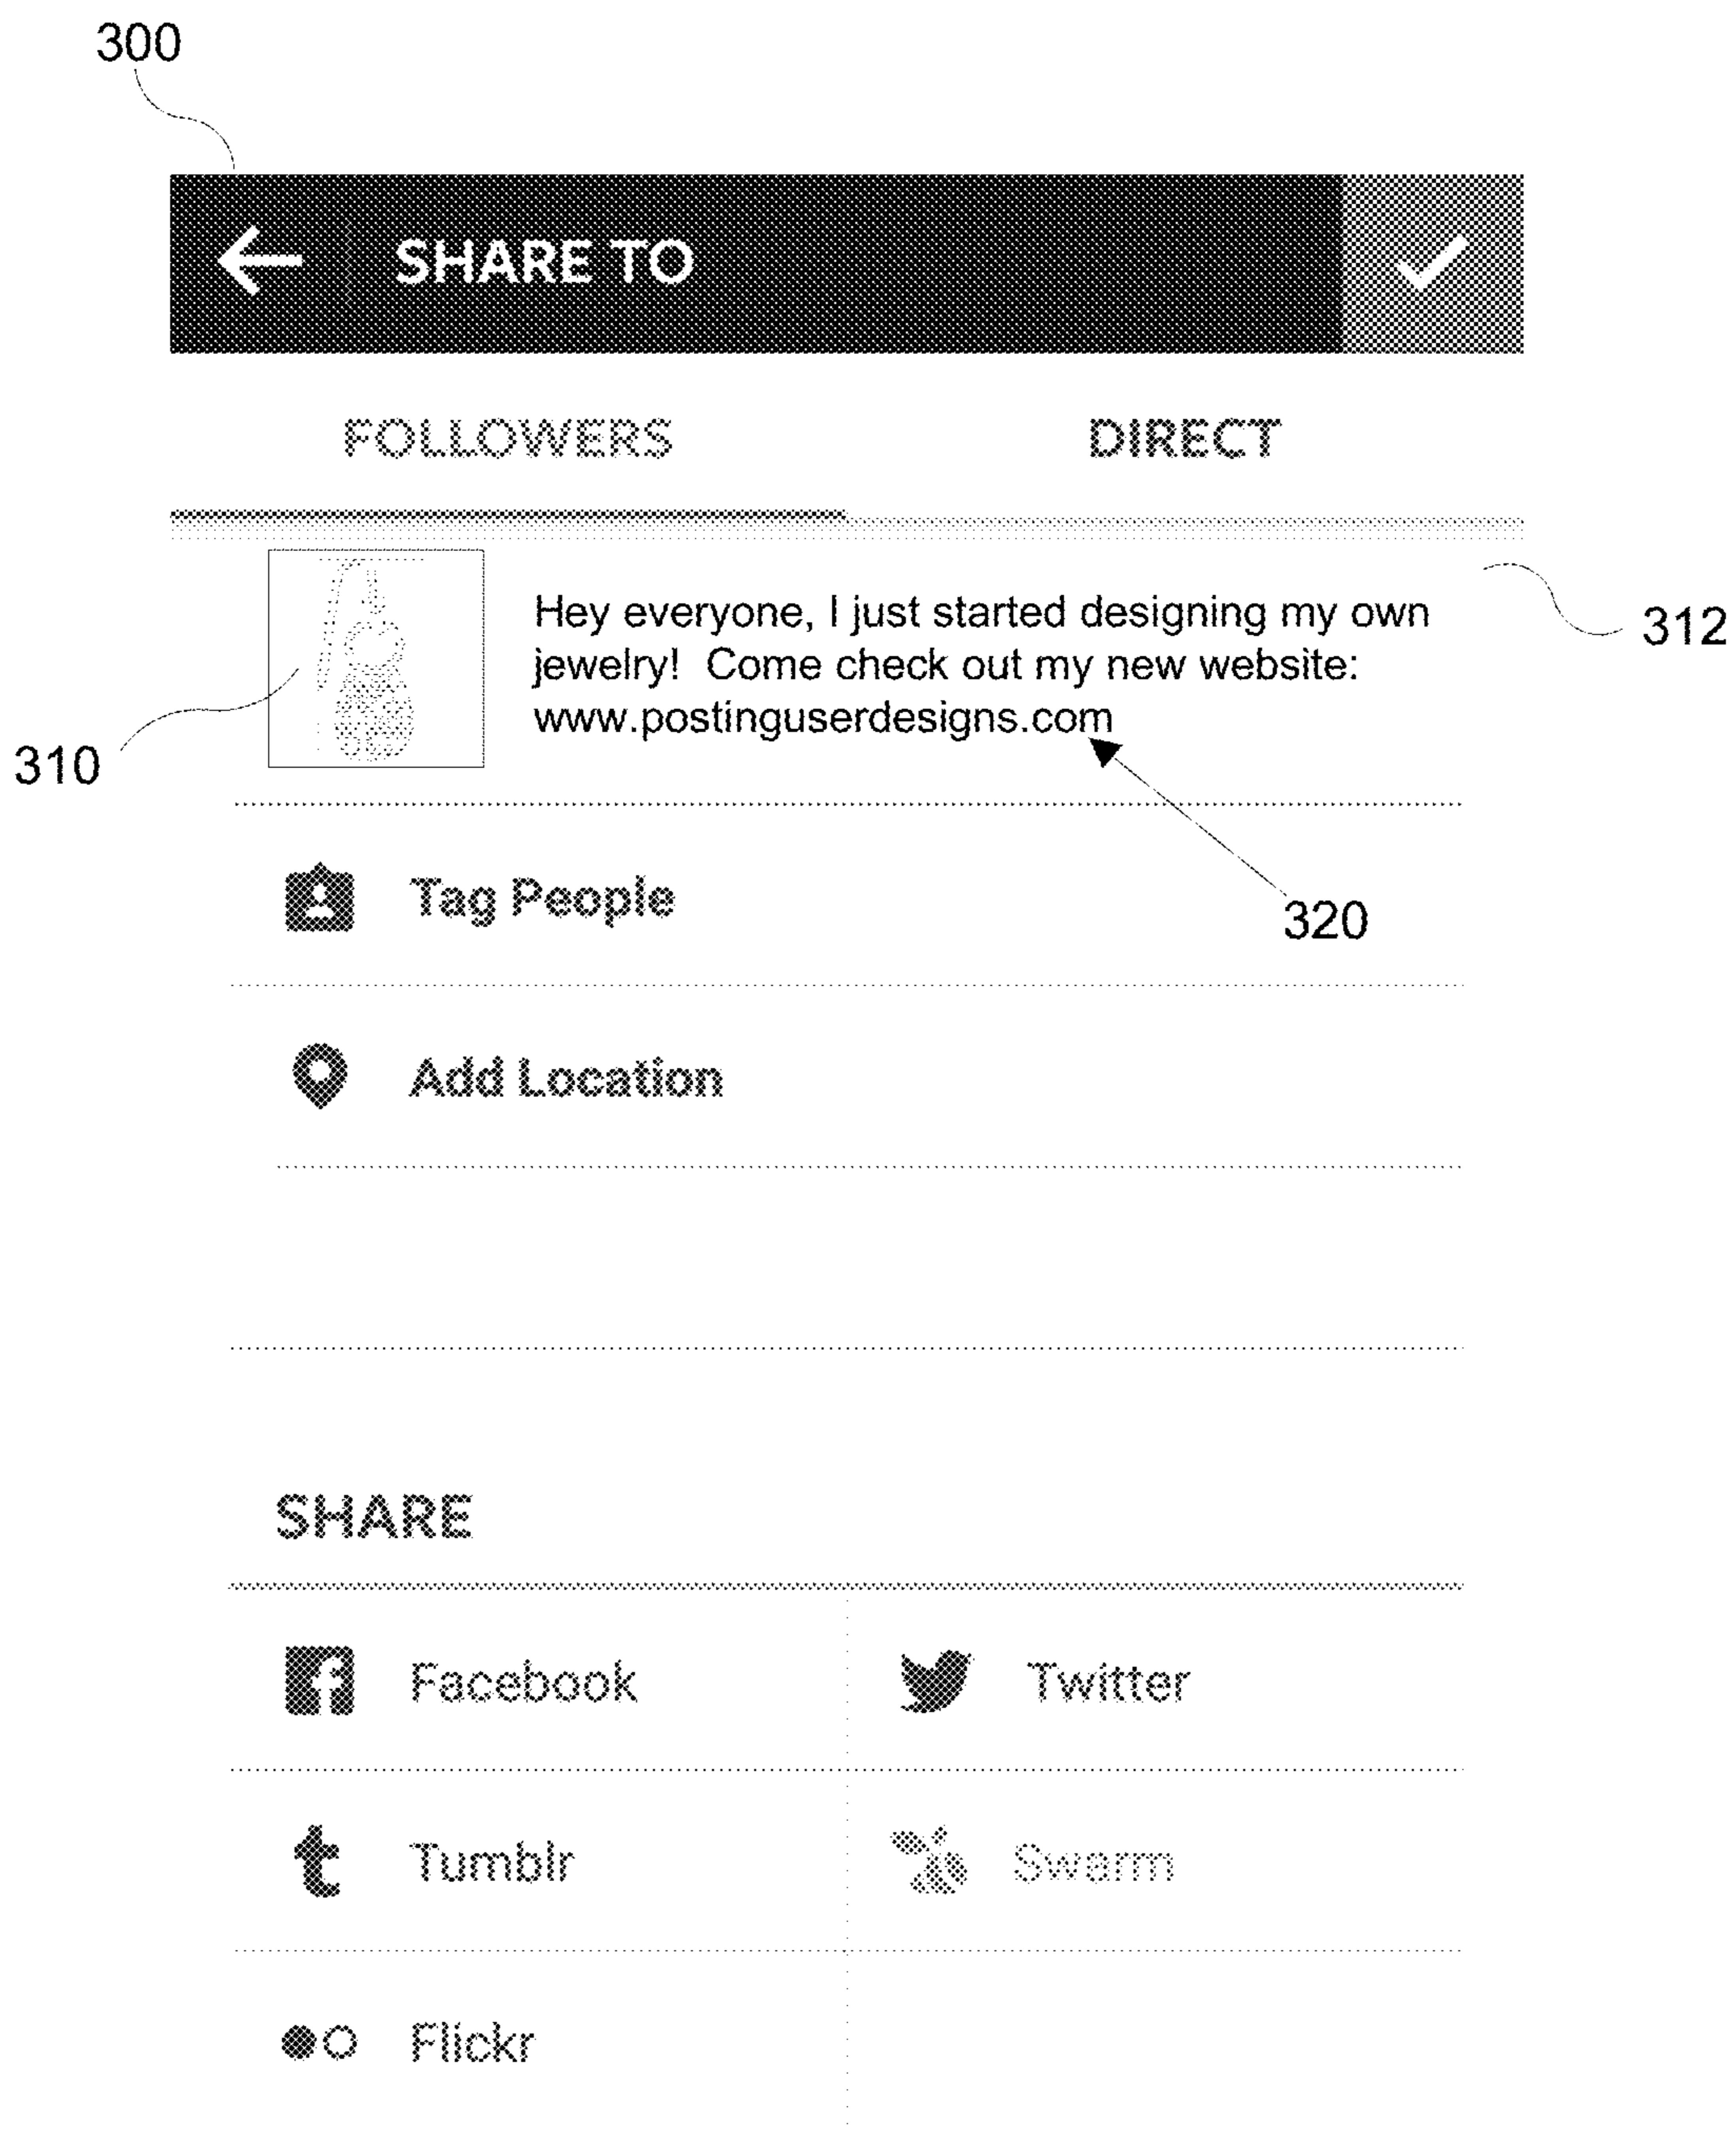 300
SHARE TO
FOLLOWERS DIRECT
Hey everyone, I just started designing my own
jewelry! Come check out my new website:
www.postinguserdesigns.com
312
310
Tag People
320
Add Location
SHARE
Facebook Twitter
Tumblr Swarm
Flickr